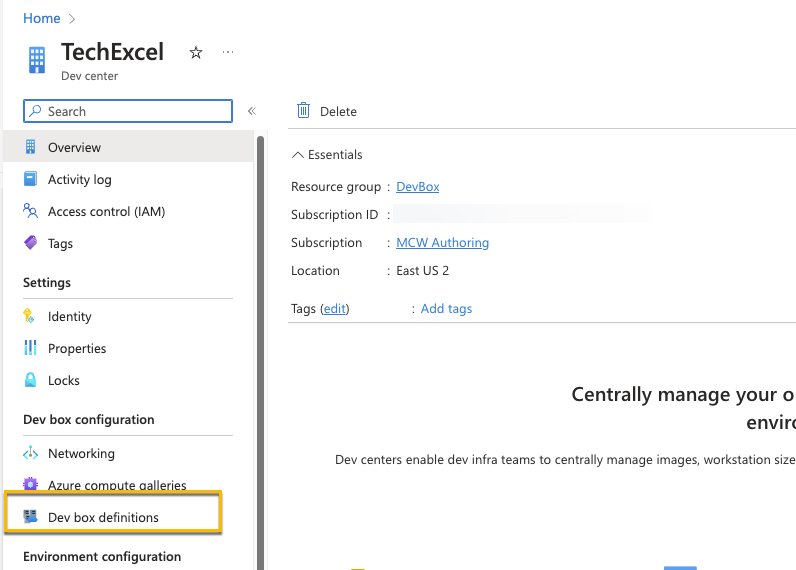 Home >
TechExcel ☆ ...
Dev center
Search «
Delete
Overview
Activity log
Access control (IAM)
Tags
Settings
Identity
Properties
Locks
Dev box configuration
Networking
Azure compute galleries
Dev box definitions
Environment configuration
Essentials
Resource group : DevBox
Subscription ID :
Subscription : MCW Authoring
Location : East US 2
Tags (edit) : Add tags
Centrally manage your o
enviro
Dev centers enable dev infra teams to centrally manage images, workstation size